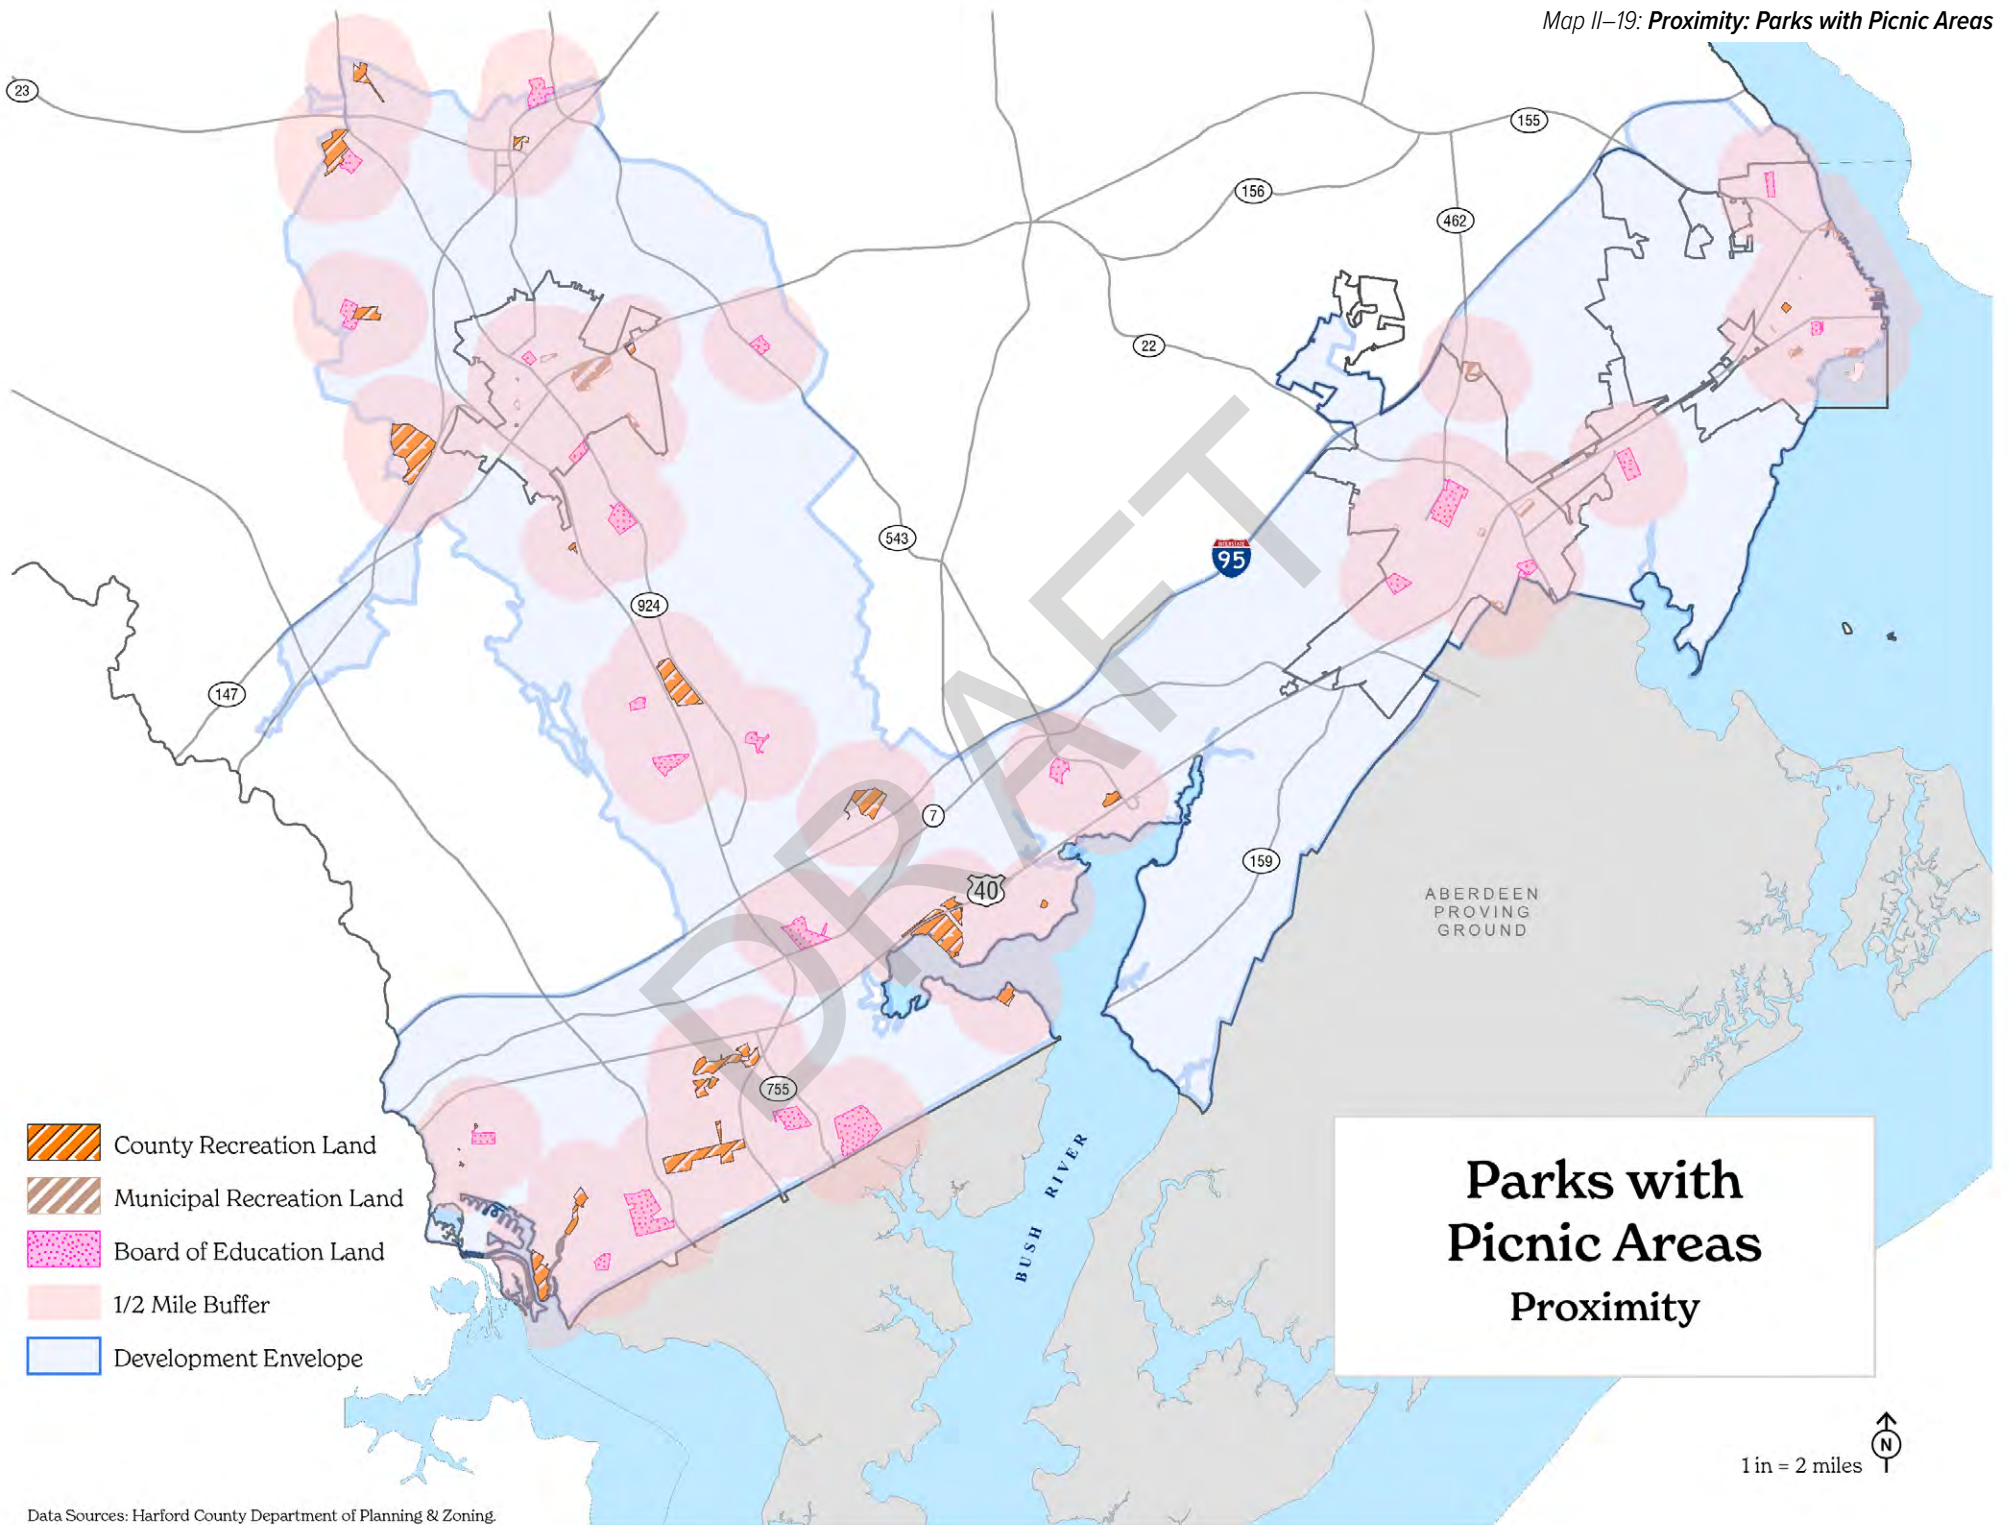 Map II–19: Proximity: Parks with Picnic Areas
23
155
156
462
22
543
INTERSTATE
95
924
147
7
40
159
755
DRAFT
ABERDEEN
PROVING
GROUND
BUSH RIVER
County Recreation Land
Municipal Recreation Land
Board of Education Land
1/2 Mile Buffer
Development Envelope
Parks with
Picnic Areas
Proximity
1 in = 2 miles
N
Data Sources: Harford County Department of Planning & Zoning.